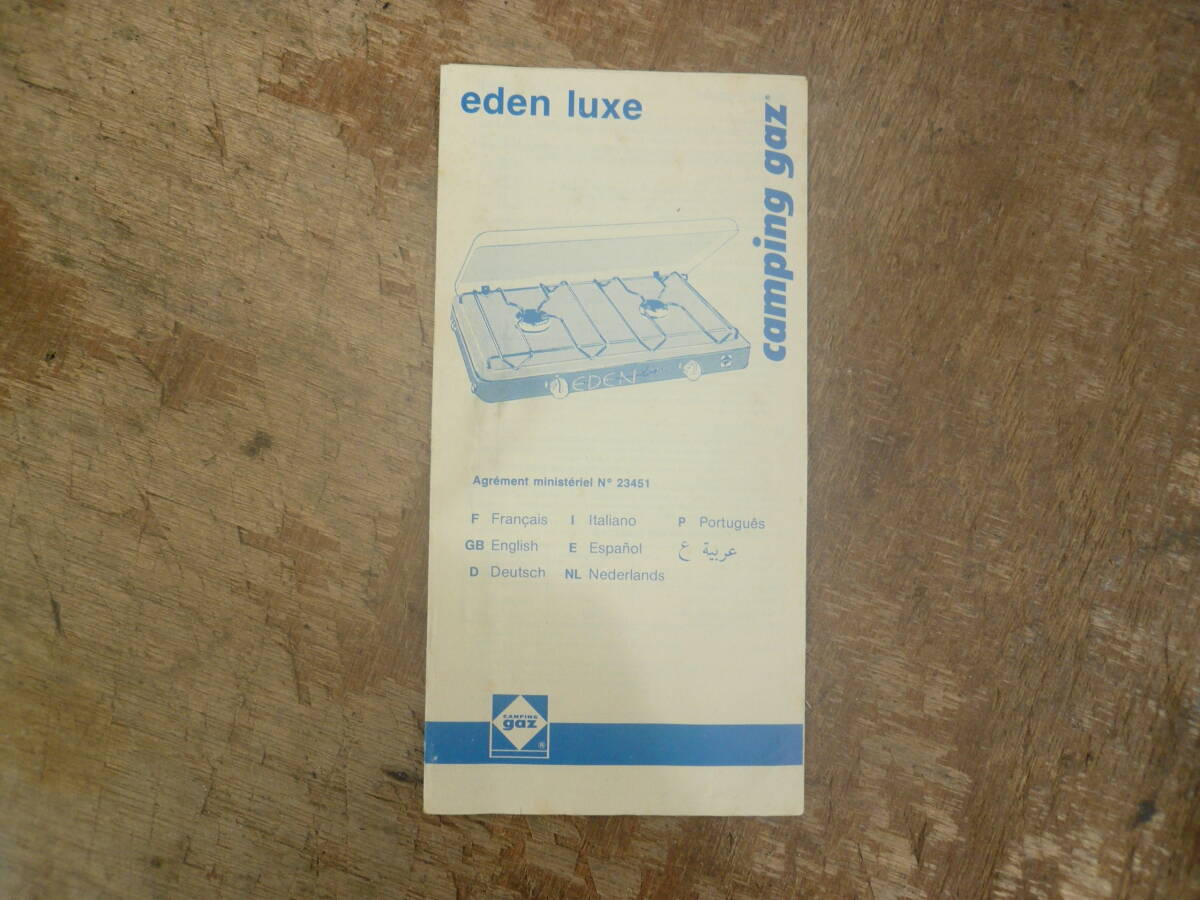 eden luxe
camping gaz®
EDEN
Agrément ministériel N° 23451
F Français I Italiano P Português
GB English E Español ع عربية
D Deutsch NL Nederlands
CAMPING
gaz
®